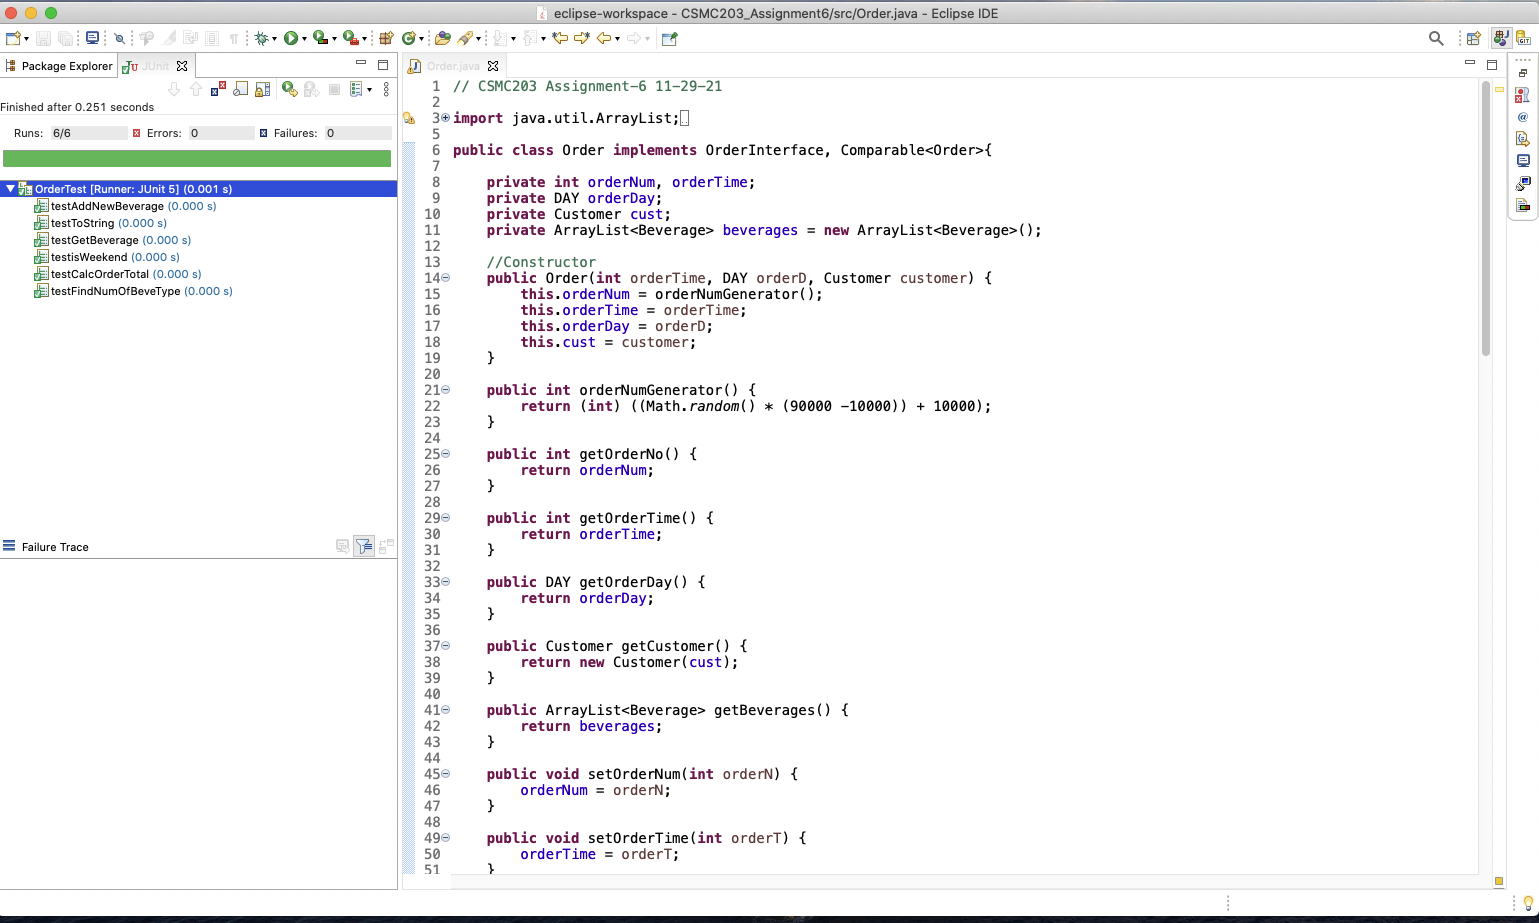 eclipse-workspace - CSMC203_Assignment6/src/Order.java - Eclipse IDE
Package Explorer
JUnit
Finished after 0.251 seconds
Runs: 6/6 Errors: 0 Failures: 0
OrderTest [Runner: JUnit 5] (0.001 s)
testAddNewBeverage (0.000 s)
testToString (0.000 s)
testGetBeverage (0.000 s)
testisWeekend (0.000 s)
testCalcOrderTotal (0.000 s)
testFindNumOfBeveType (0.000 s)
Failure Trace
Order.java
1 // CSMC203 Assignment-6 11-29-21
2
3 import java.util.ArrayList;
5
6 public class Order implements OrderInterface, Comparable<Order>{
7
8 private int orderNum, orderTime;
9 private DAY orderDay;
10 private Customer cust;
11 private ArrayList<Beverage> beverages = new ArrayList<Beverage>();
12
13 //Constructor
14 public Order(int orderTime, DAY orderD, Customer customer) {
15 this.orderNum = orderNumGenerator();
16 this.orderTime = orderTime;
17 this.orderDay = orderD;
18 this.cust = customer;
19 }
20
21 public int orderNumGenerator() {
22 return (int) ((Math.random() * (90000 -10000)) + 10000);
23 }
24
25 public int getOrderNo() {
26 return orderNum;
27 }
28
29 public int getOrderTime() {
30 return orderTime;
31 }
32
33 public DAY getOrderDay() {
34 return orderDay;
35 }
36
37 public Customer getCustomer() {
38 return new Customer(cust);
39 }
40
41 public ArrayList<Beverage> getBeverages() {
42 return beverages;
43 }
44
45 public void setOrderNum(int orderN) {
46 orderNum = orderN;
47 }
48
49 public void setOrderTime(int orderT) {
50 orderTime = orderT;
51 }